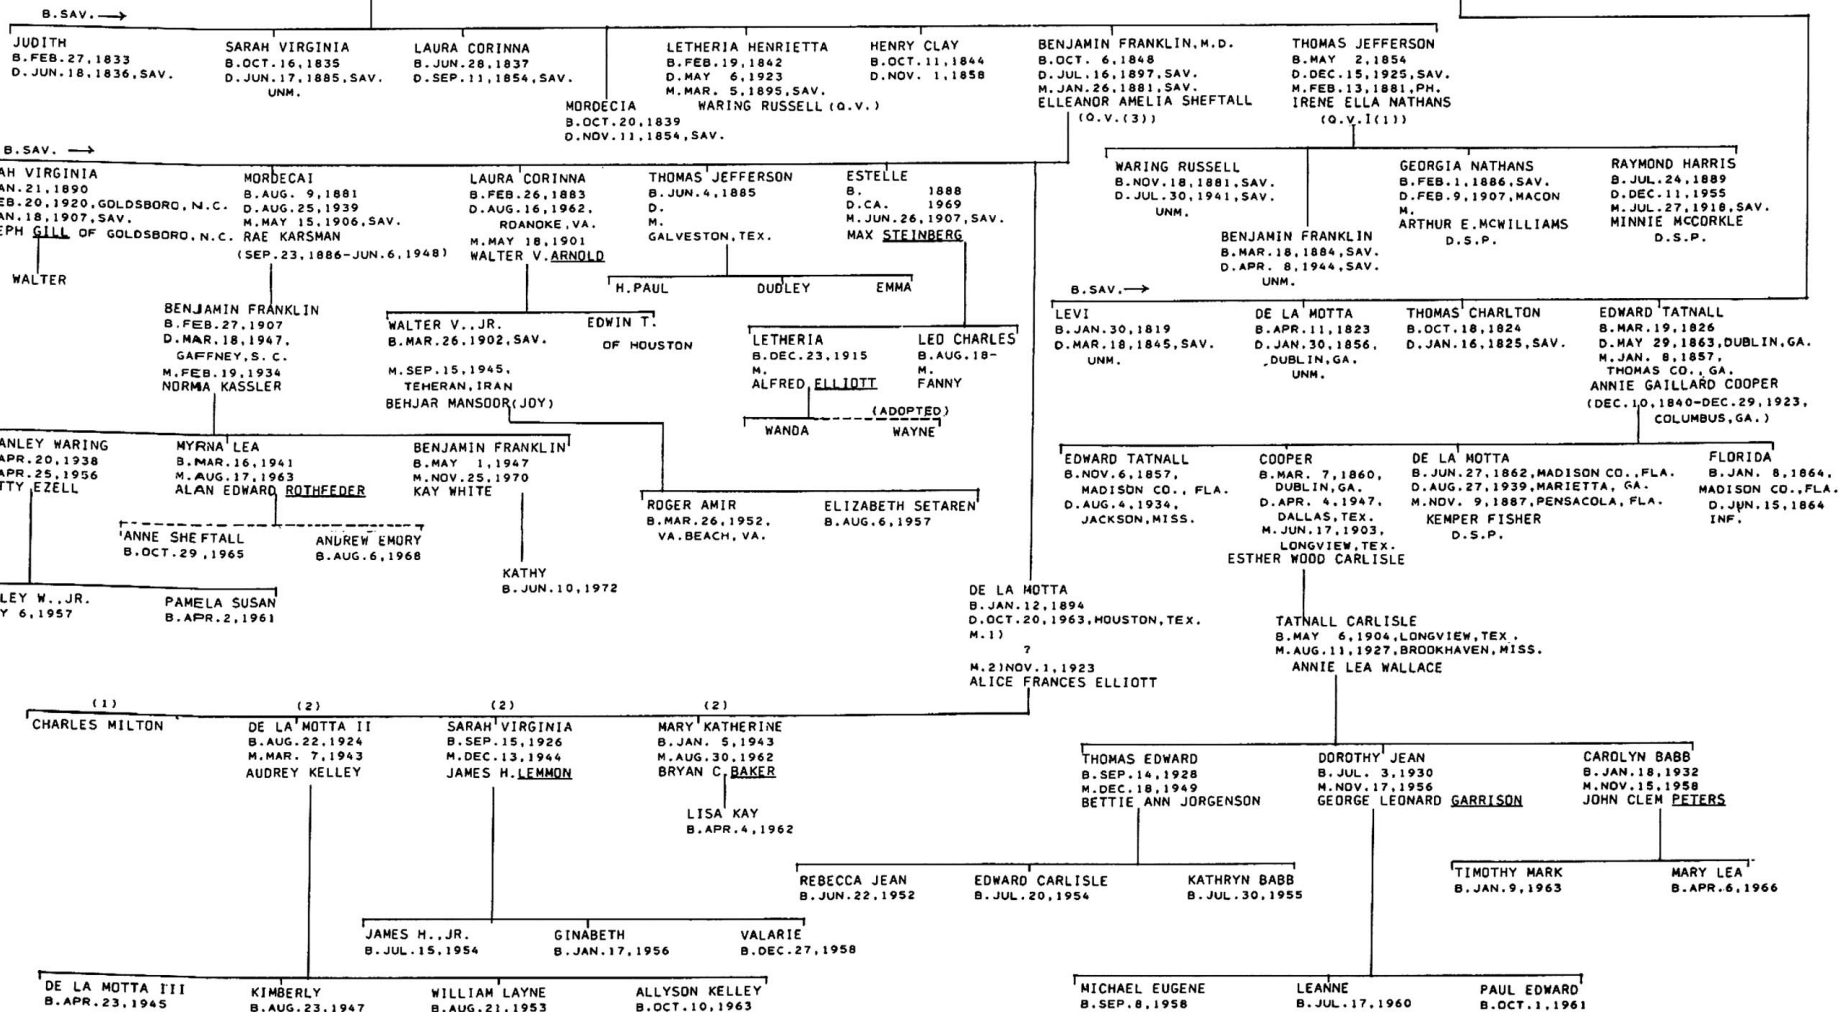 B.SAV. →
JUDITH
B.FEB.27,1833
D.JUN.18,1836,SAV.
SARAH VIRGINIA
B.OCT.16,1835
D.JUN.17,1885,SAV.
UNM.
LAURA CORINNA
B.JUN.28,1837
D.SEP.11,1854,SAV.
MORDECIA
B.OCT.20,1839
D.NOV.11,1854,SAV.
LETHERIA HENRIETTA
B.FEB.19,1842
D.MAY 6,1923
M.MAR. 5,1895,SAV.
WARING RUSSELL (Q.V.)
HENRY CLAY
B.OCT.11,1844
D.NOV. 1,1858
BENJAMIN FRANKLIN,M.D.
B.OCT. 6,1848
D.JUL.16,1897,SAV.
M.JAN.26,1881,SAV.
ELLEANOR AMELIA SHEFTALL
(Q.V.(3))
THOMAS JEFFERSON
B.MAY 2,1854
D.DEC.15,1925,SAV.
M.FEB.13,1881,PH.
IRENE ELLA NATHANS
(Q.V.I(1))
B.SAV. →
AH VIRGINIA
AN.21,1890
EB.20,1920,GOLDSBORO,N.C.
AN.18,1907,SAV.
EPH GILL OF GOLDSBORO,N.C.
WALTER
MORDECAI
B.AUG. 9,1881
D.AUG.25,1939
M.MAY 15,1906,SAV.
RAE KARSMAN
(SEP.23,1886-JUN.6,1948)
LAURA CORINNA
B.FEB.26,1883
D.AUG.16,1962,
ROANOKE,VA.
M.MAY 18,1901
WALTER V.ARNOLD
THOMAS JEFFERSON
B.JUN.4,1885
D.
M.
GALVESTON,TEX.
ESTELLE
B. 1888
D.CA. 1969
M.JUN.26,1907,SAV.
MAX STEINBERG
WARING RUSSELL
B.NOV.18,1881,SAV.
D.JUL.30,1941,SAV.
UNM.
BENJAMIN FRANKLIN
B.MAR.18,1884,SAV.
D.APR. 8,1944,SAV.
UNM.
GEORGIA NATHANS
B.FEB.1,1886,SAV.
D.FEB.9,1907,MACON
M.
ARTHUR E.MCWILLIAMS
D.S.P.
RAYMOND HARRIS
B.JUL.24,1889
D.DEC.11,1955
M.JUL.27,1918,SAV.
MINNIE MCCORKLE
D.S.P.
H.PAUL
DUDLEY
EMMA
BENJAMIN FRANKLIN
B.FEB.27,1907
D.MAR.18,1947,
GAFFNEY,S.C.
M.FEB.19,1934
NORMA KASSLER
WALTER V.,JR.
B.MAR.26,1902,SAV.
M.SEP.15,1945,
TEHERAN,IRAN
BEHJAR MANSOOR(JOY)
EDWIN T.
OF HOUSTON
LETHERIA
B.DEC.23,1915
M.
ALFRED ELLIOTT
LEO CHARLES
B.AUG.18-
M.
FANNY
(ADOPTED)
WANDA
WAYNE
B.SAV.→
LEVI
B.JAN.30,1819
D.MAR.18,1845,SAV.
UNM.
DE LA MOTTA
B.APR.11,1823
D.JAN.30,1856,
DUBLIN,GA.
UNM.
THOMAS CHARLTON
B.OCT.18,1824
D.JAN.16,1825,SAV.
EDWARD TATNALL
B.MAR.19,1826
D.MAY 29,1863,DUBLIN,GA.
M.JAN. 8,1857,
THOMAS CO.,GA.
ANNIE GAILLARD COOPER
(DEC.10,1840-DEC.29,1923,
COLUMBUS,GA.)
ANLEY WARING
APR.20,1938
APR.25,1956
TTY EZELL
MYRNA LEA
B.MAR.16,1941
M.AUG.17,1963
ALAN EDWARD ROTHFEDER
BENJAMIN FRANKLIN
B.MAY 1,1947
M.NOV.25,1970
KAY WHITE
ANNE SHEFTALL
B.OCT.29,1965
ANDREW EMORY
B.AUG.6,1968
KATHY
B.JUN.10,1972
LEY W.,JR.
Y 6,1957
PAMELA SUSAN
B.APR.2,1961
ROGER AMIR
B.MAR.26,1952,
VA.BEACH,VA.
ELIZABETH SETAREN
B.AUG.6,1957
EDWARD TATNALL
B.NOV.6,1857,
MADISON CO., FLA.
D.AUG.4,1934,
JACKSON,MISS.
COOPER
B.MAR. 7,1860,
DUBLIN,GA.
D.APR. 4,1947,
DALLAS,TEX.
M.JUN.17,1903,
LONGVIEW,TEX.
ESTHER WOOD CARLISLE
DE LA MOTTA
B.JUN.27,1862,MADISON CO.,FLA.
D.AUG.27,1939,MARIETTA, GA.
M.NOV. 9,1887,PENSACOLA, FLA.
KEMPER FISHER
D.S.P.
FLORIDA
B.JAN. 8,1864,
MADISON CO.,FLA.
D.JUN.15,1864
INF.
DE LA MOTTA
B.JAN.12,1894
D.OCT.20,1963,HOUSTON,TEX.
M.1)
?
M.2)NOV.1,1923
ALICE FRANCES ELLIOTT
TATNALL CARLISLE
B.MAY 6,1904,LONGVIEW,TEX.
M.AUG.11,1927,BROOKHAVEN,MISS.
ANNIE LEA WALLACE
(1)
CHARLES MILTON
(2)
DE LA MOTTA II
B.AUG.22,1924
M.MAR. 7,1943
AUDREY KELLEY
(2)
SARAH VIRGINIA
B.SEP.15,1926
M.DEC.13,1944
JAMES H.LEMMON
(2)
MARY KATHERINE
B.JAN. 5,1943
M.AUG.30,1962
BRYAN C.BAKER
LISA KAY
B.APR.4,1962
THOMAS EDWARD
B.SEP.14,1928
M.DEC.18,1949
BETTIE ANN JORGENSON
DOROTHY JEAN
B.JUL. 3,1930
M.NOV.17,1956
GEORGE LEONARD GARRISON
CAROLYN BABB
B.JAN.18,1932
M.NOV.15,1958
JOHN CLEM PETERS
REBECCA JEAN
B.JUN.22,1952
EDWARD CARLISLE
B.JUL.20,1954
KATHRYN BABB
B.JUL.30,1955
TIMOTHY MARK
B.JAN.9,1963
MARY LEA
B.APR.6,1966
JAMES H.,JR.
B.JUL.15,1954
GINABETH
B.JAN.17,1956
VALARIE
B.DEC.27,1958
DE LA MOTTA III
B.APR.23,1945
KIMBERLY
B.AUG.23,1947
WILLIAM LAYNE
B.AUG.21,1953
ALLYSON KELLEY
B.OCT.10,1963
MICHAEL EUGENE
B.SEP.8,1958
LEANNE
B.JUL.17,1960
PAUL EDWARD
B.OCT.1,1961